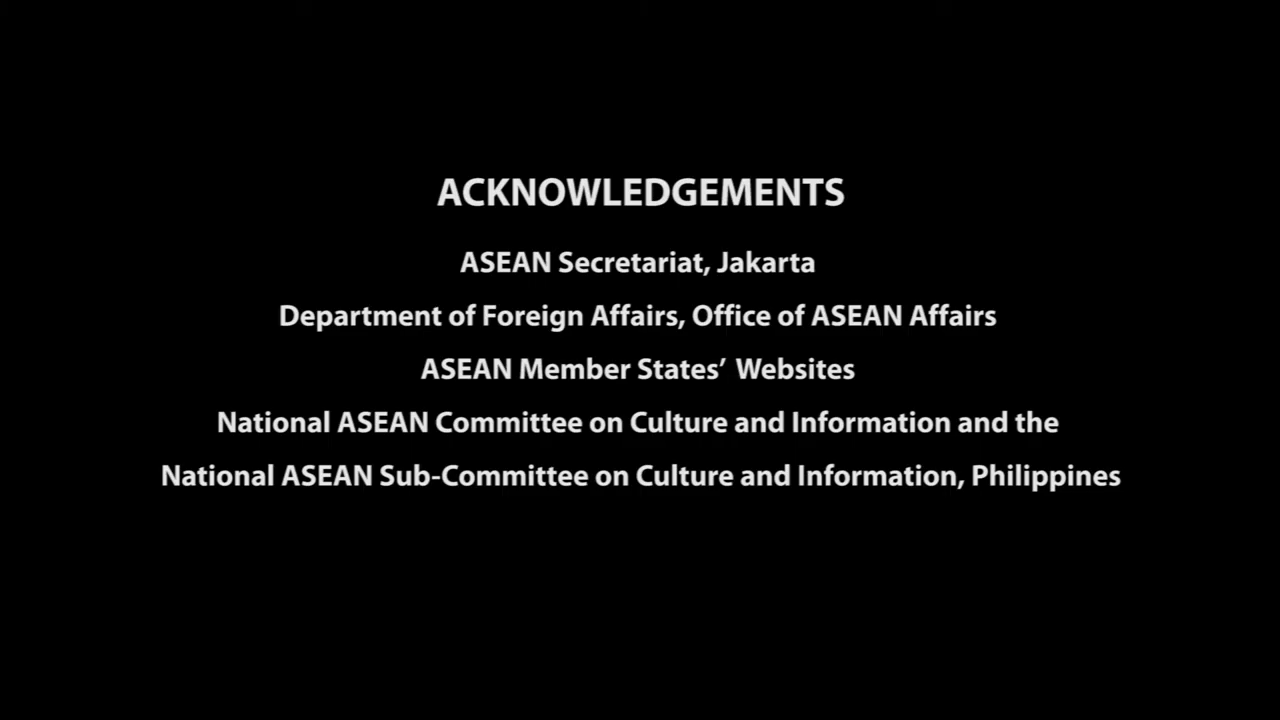 ACKNOWLEDGEMENTS
ASEAN Secretariat, Jakarta
Department of Foreign Affairs, Office of ASEAN Affairs
ASEAN Member States’ Websites
National ASEAN Committee on Culture and Information and the
National ASEAN Sub-Committee on Culture and Information, Philippines